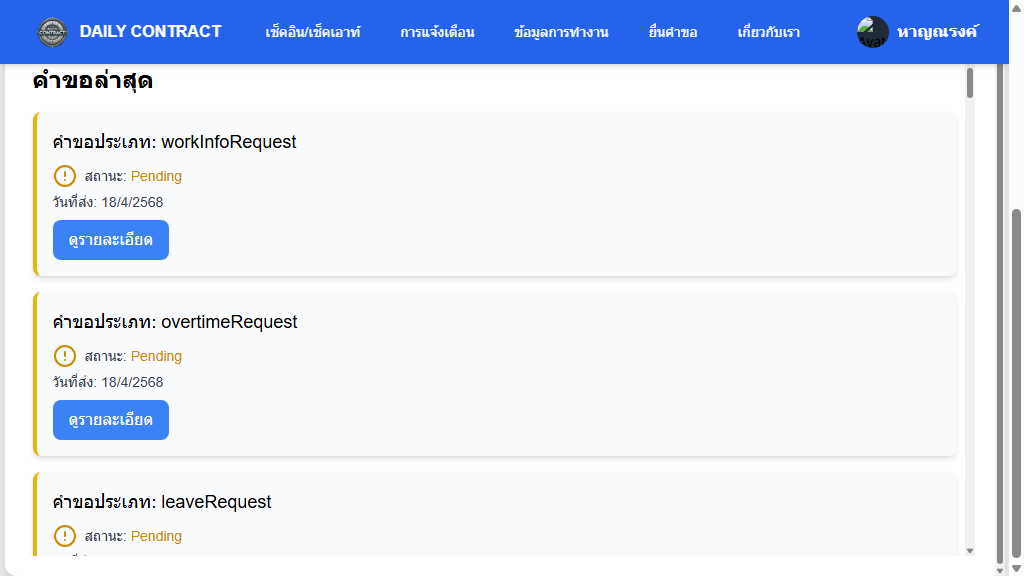 DAILY CONTRACT
เช็คอิน/เช็คเอาท์
การแจ้งเตือน
ข้อมูลการทำงาน
ยื่นคำขอ
เกี่ยวกับเรา
หาญณรงค์
คำขอล่าสุด
คำขอประเภท: workInfoRequest
สถานะ: Pending
วันที่ส่ง: 18/4/2568
ดูรายละเอียด
คำขอประเภท: overtimeRequest
สถานะ: Pending
วันที่ส่ง: 18/4/2568
ดูรายละเอียด
คำขอประเภท: leaveRequest
สถานะ: Pending